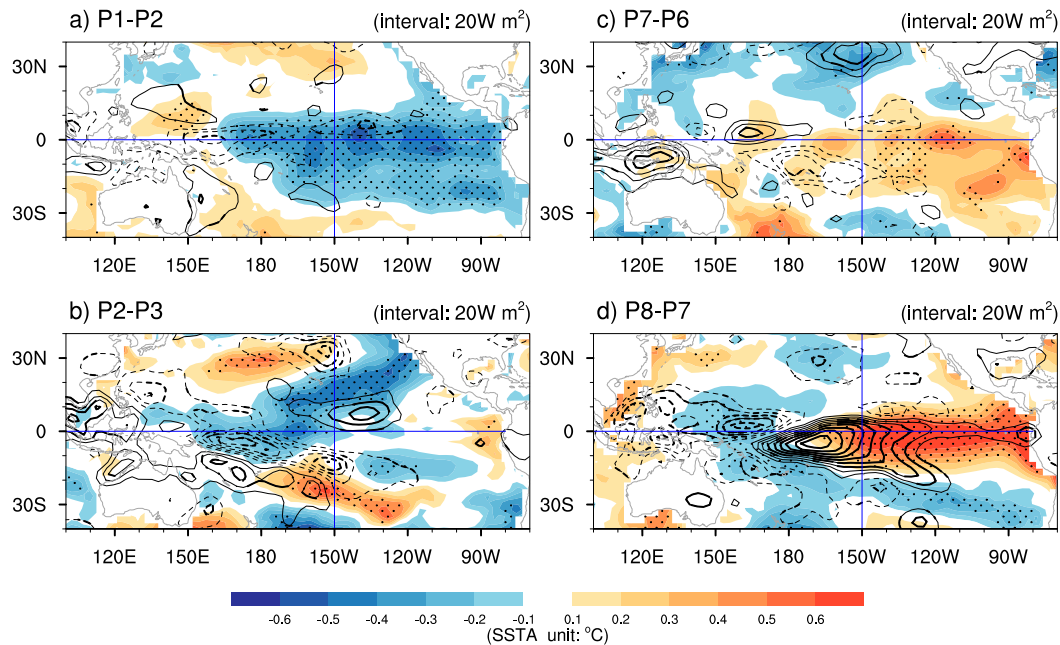 a) P1-P2 (interval: 20W m²)
c) P7-P6 (interval: 20W m²)
30N
0
30S
120E 150E 180 150W 120W 90W
30N
0
30S
120E 150E 180 150W 120W 90W
b) P2-P3 (interval: 20W m²)
d) P8-P7 (interval: 20W m²)
30N
0
30S
120E 150E 180 150W 120W 90W
30N
0
30S
120E 150E 180 150W 120W 90W
-0.6 -0.5 -0.4 -0.3 -0.2 -0.1 0.1 0.2 0.3 0.4 0.5 0.6
(SSTA unit: °C)